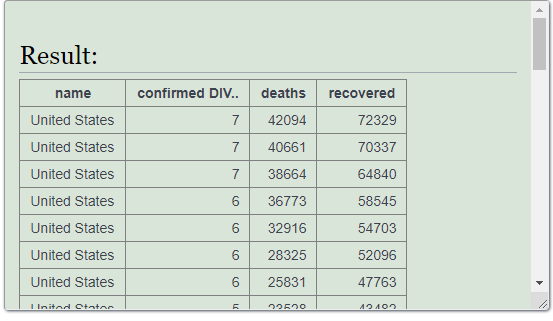 Result:
name confirmed DIV.. deaths recovered
United States 7 42094 72329
United States 7 40661 70337
United States 7 38664 64840
United States 6 36773 58545
United States 6 32916 54703
United States 6 28325 52096
United States 6 25831 47763
United States 5 23528 43482